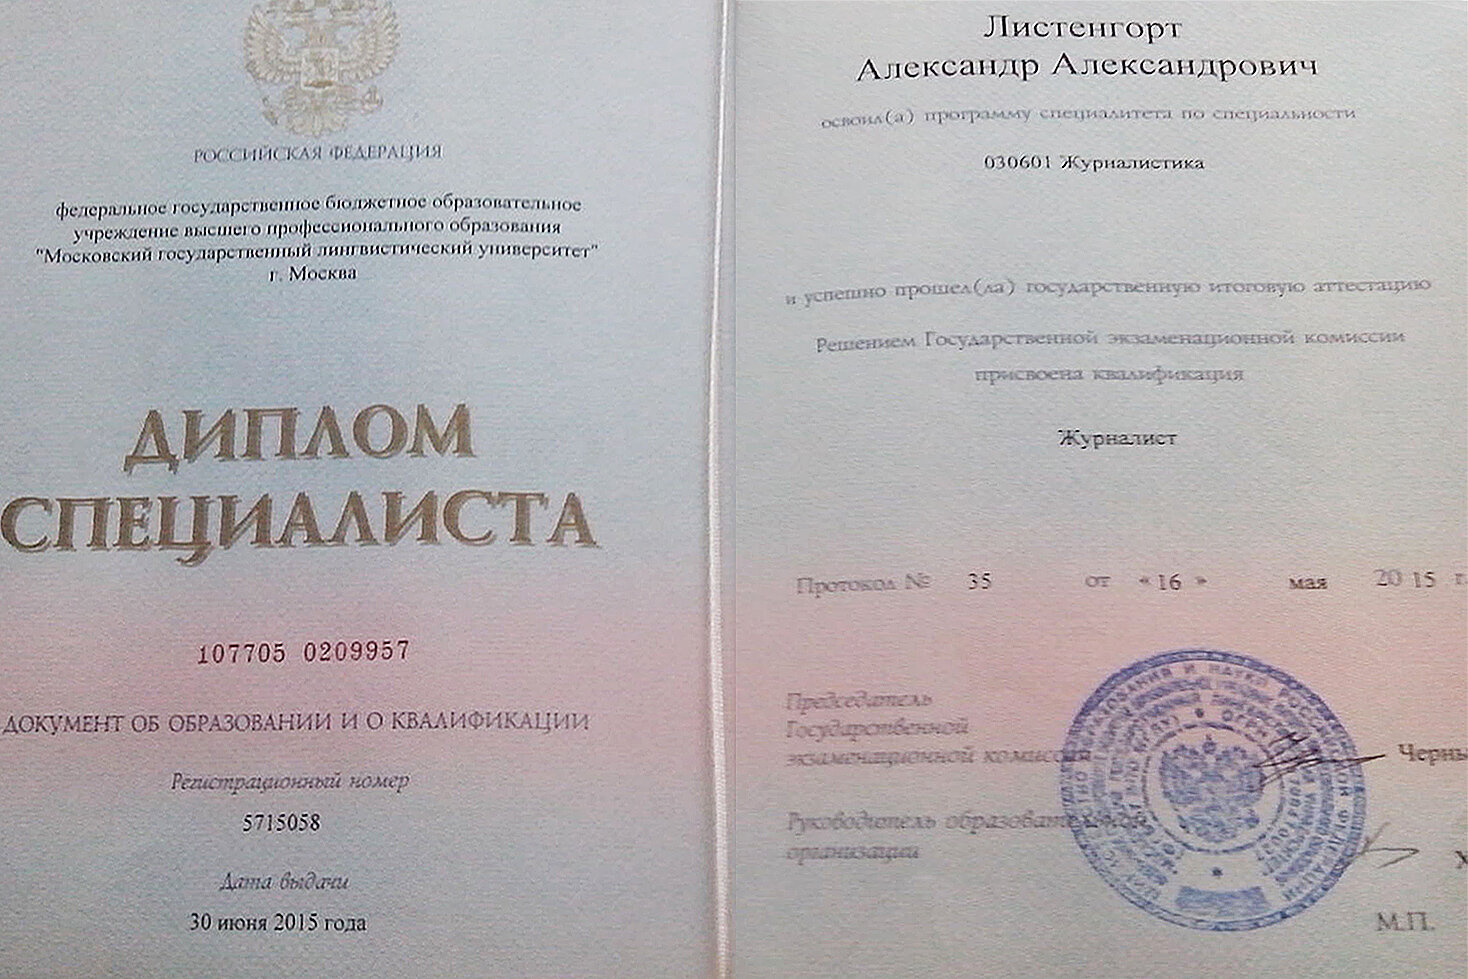 РОССИЙСКАЯ ФЕДЕРАЦИЯ
федеральное государственное бюджетное образовательное
учреждение высшего профессионального образования
"Московский государственный лингвистический университет"
г. Москва
ДИПЛОМ
СПЕЦИАЛИСТА
107705 0209957
ДОКУМЕНТ ОБ ОБРАЗОВАНИИ И О КВАЛИФИКАЦИИ
Регистрационный номер
5715058
Дата выдачи
30 июня 2015 года
Листенгорт
Александр Александрович
освоил(а) программу специалитета по специальности
030601 Журналистика
и успешно прошел(ла) государственную итоговую аттестацию
Решением Государственной экзаменационной комиссии
присвоена квалификация
Журналист
Протокол № 35 от «16» мая 2015 г.
Председатель
Государственной
экзаменационной комиссии
Черны
Руководитель образовательной
организации
Х
М.П.